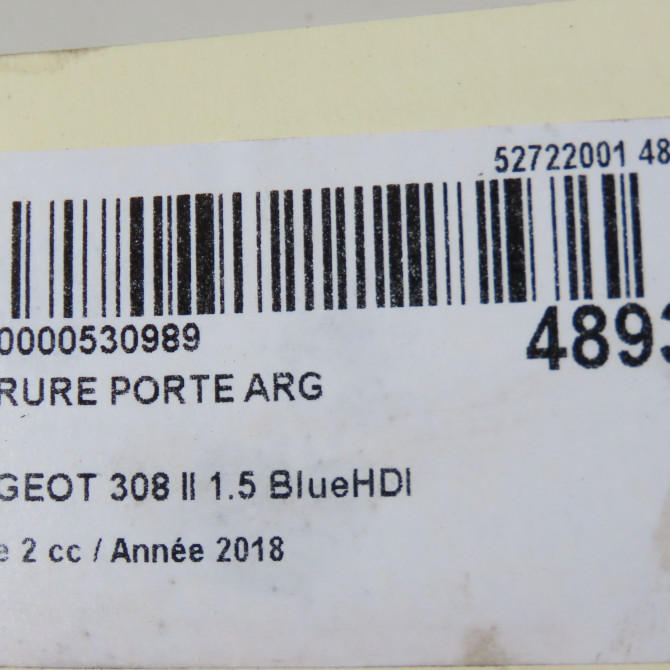 52722001 48
0000530989
4893
RURE PORTE ARG
GEOT 308 II 1.5 BlueHDI
e 2 cc / Année 2018